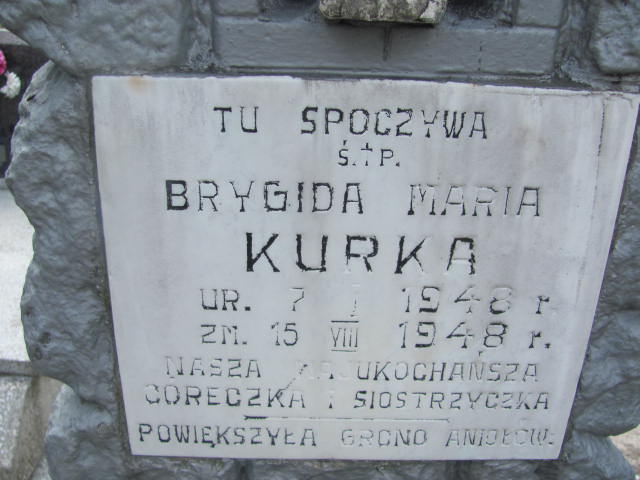 TU SPOCZYWA
Ś.†P.
BRYGIDA MARIA
KURKA
UR. 7 I 1948 r.
ZM. 15 VIII 1948 r.
NASZA NAJUKOCHAŃSZA
CÓRECZKA I SIOSTRZYCZKA
POWIĘKSZYŁA GRONO ANIOŁÓW.